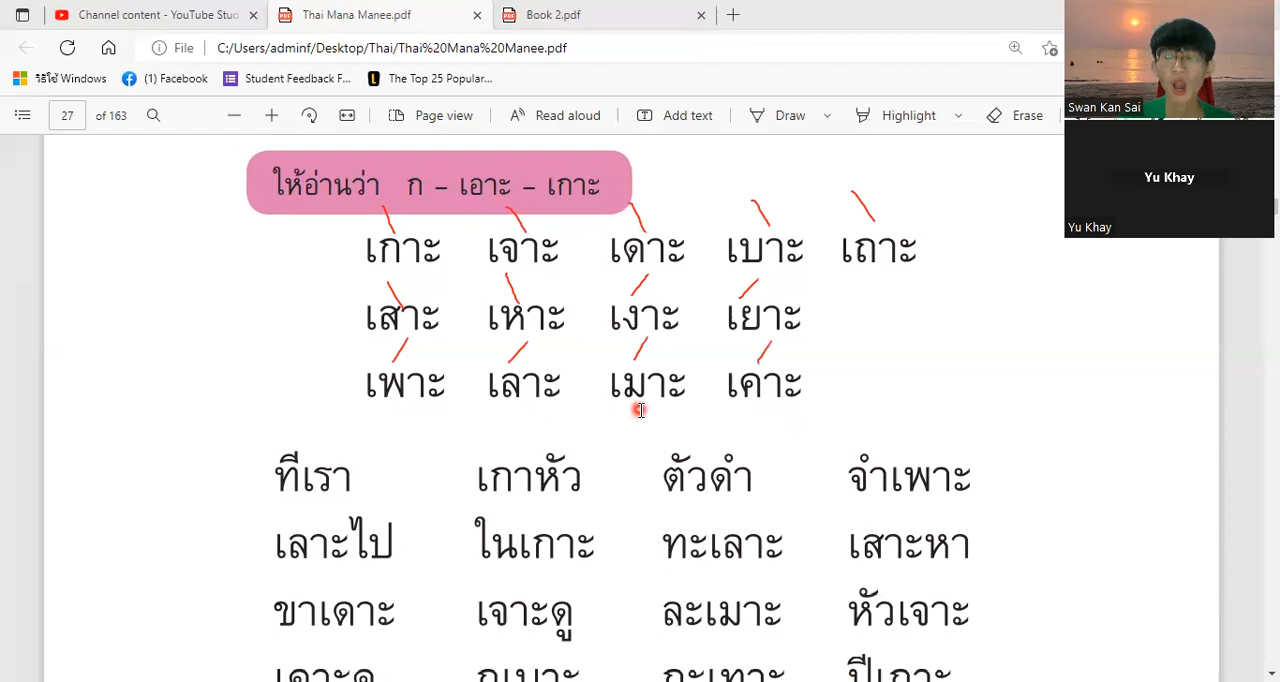 Channel content - YouTube Stud
Thai Mana Manee.pdf
Book 2.pdf
File
C:/Users/adminf/Desktop/Thai/Thai%20Mana%20Manee.pdf
วิธีใช้ Windows
(1) Facebook
Student Feedback F...
The Top 25 Popular...
27 of 163
Page view
Read aloud
Add text
Draw
Highlight
Erase
Swan Kan Sai
Yu Khay
Yu Khay
ให้อ่านว่า ก – เอาะ – เกาะ
เกาะ เจาะ เดาะ เบาะ เถาะ
เสาะ เหาะ เงาะ เยาะ
เพาะ เลาะ เมาะ เคาะ
ทีเรา เกาหัว ตัวดำ จำเพาะ
เลาะไป ในเกาะ ทะเลาะ เสาะหา
ขาเดาะ เจาะดู ละเมาะ หัวเจาะ